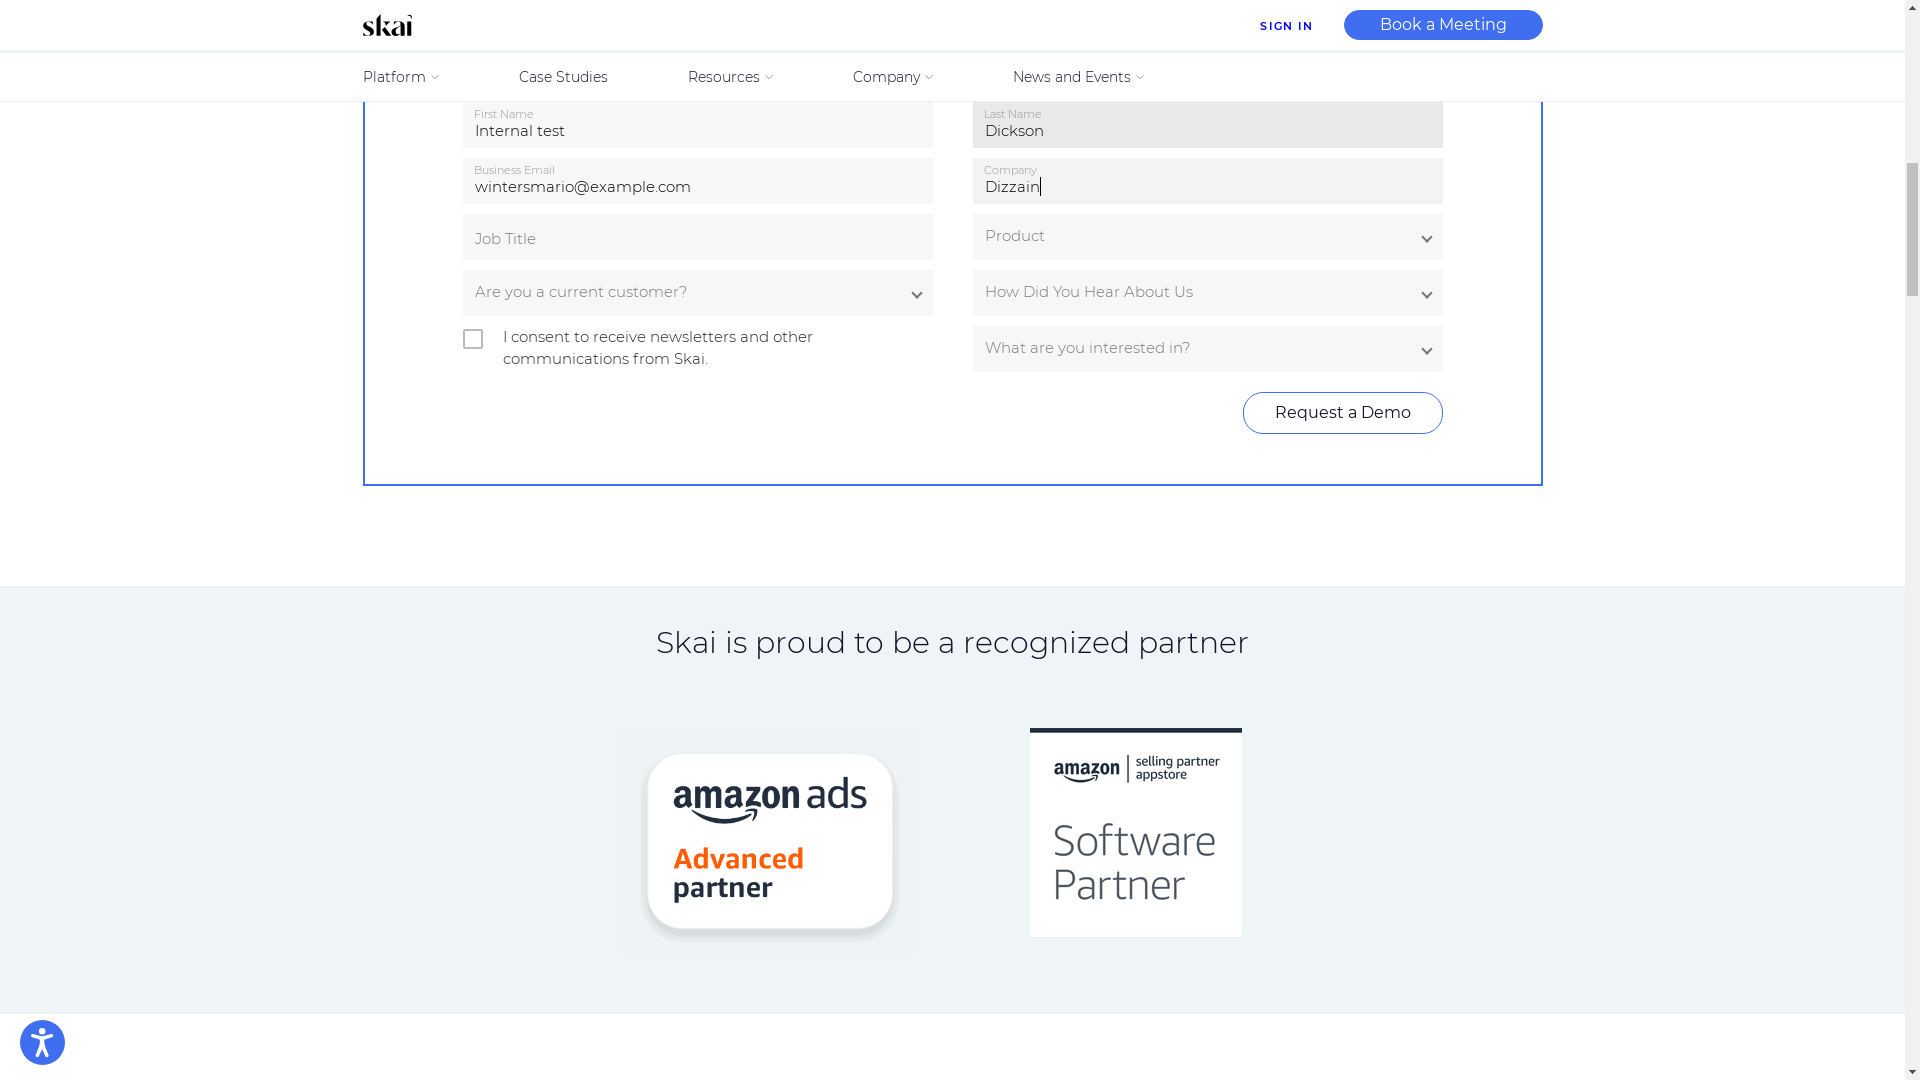 skai
SIGN IN
Book a Meeting
Platform
Case Studies
Resources
Company
News and Events
First Name
Internal test
Last Name
Dickson
Business Email
wintersmario@example.com
Company
Dizzain
Job Title
Product
Are you a current customer?
How Did You Hear About Us
I consent to receive newsletters and other
communications from Skai.
What are you interested in?
Request a Demo
Skai is proud to be a recognized partner
amazon ads
Advanced
partner
amazon
selling partner
appstore
Software
Partner